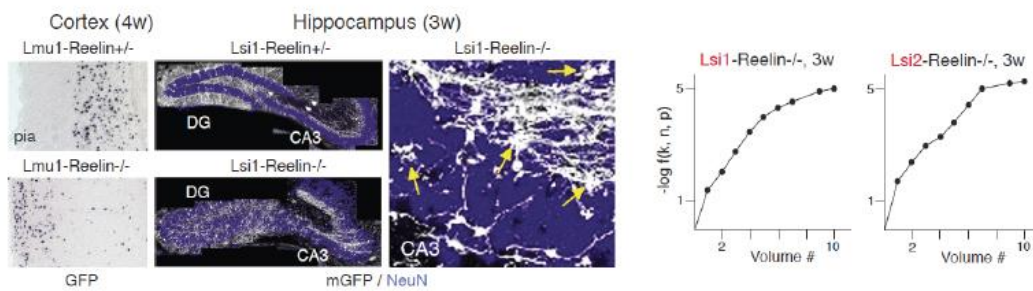 Cortex (4w)
Lmu1-Reelin+/-
pia
Lmu1-Reelin-/-
GFP
Hippocampus (3w)
Lsi1-Reelin+/-
DG
CA3
Lsi1-Reelin-/-
DG
CA3
Lsi1-Reelin-/-
CA3
mGFP / NeuN
Lsi1-Reelin-/-, 3w
-log f(k, n, p)
5
1
2
10
Volume #
Lsi2-Reelin-/-, 3w
5
1
2
10
Volume #